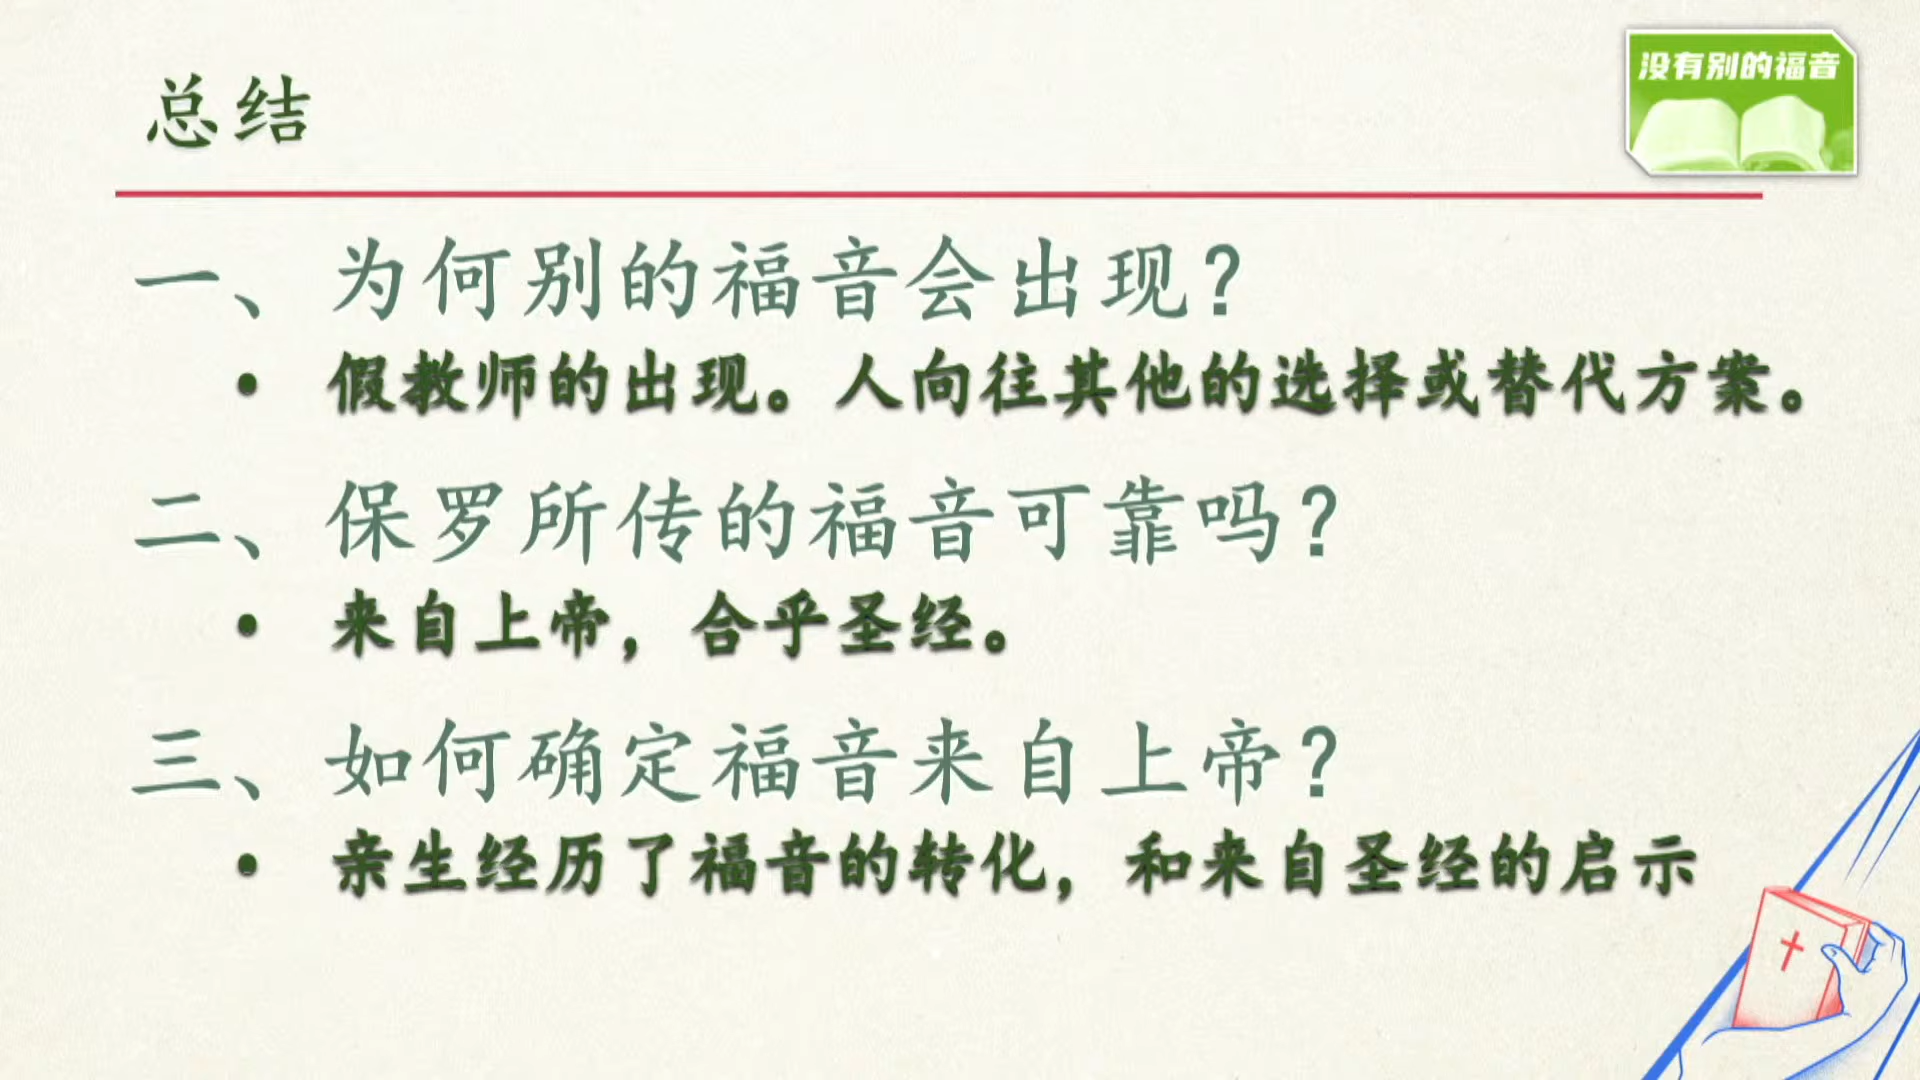 总结
没有别的福音
一、为何别的福音会出现？
• 假教师的出现。人向往其他的选择或替代方案。
二、保罗所传的福音可靠吗？
• 来自上帝，合乎圣经。
三、如何确定福音来自上帝？
• 亲生经历了福音的转化，和来自圣经的启示